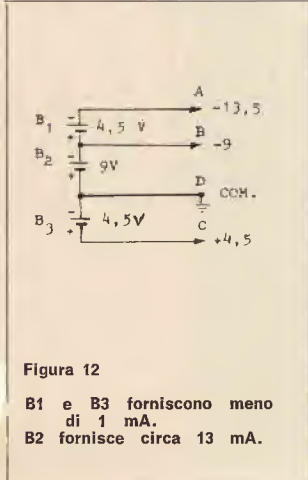 A
-13,5
B1 - + 4,5 V
B
-9
B2 - + 9V
D
COM.
B3 - + 4,5V
C
+4,5
Figura 12
B1 e B3 forniscono meno
di 1 mA.
B2 fornisce circa 13 mA.